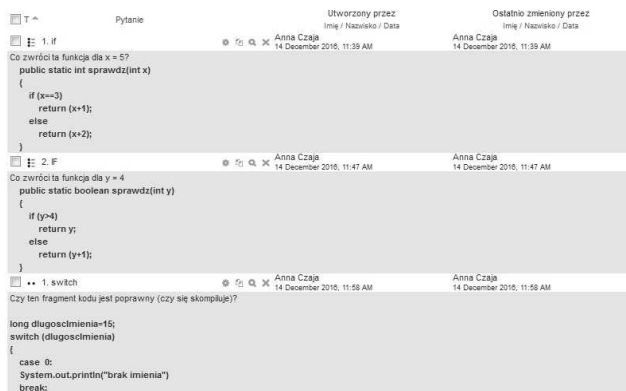 T Pytanie Utworzony przez Ostatnio zmieniony przez
Imię / Nazwisko / Data Imię / Nazwisko / Data
1. if Anna Czaja Anna Czaja
14 December 2016, 11:39 AM 14 December 2016, 11:39 AM
Co zwróci ta funkcja dla x = 5?
public static int sprawdz(int x)
{
if (x==3)
return (x+1);
else
return (x+2);
}
2. IF Anna Czaja Anna Czaja
14 December 2016, 11:47 AM 14 December 2016, 11:47 AM
Co zwróci ta funkcja dla y = 4
public static boolean sprawdz(int y)
{
if (y>4)
return y;
else
return (y+1);
}
1. switch Anna Czaja Anna Czaja
14 December 2016, 11:58 AM 14 December 2016, 11:58 AM
Czy ten fragment kodu jest poprawny (czy się skompiluje)?
long dlugoscImienia=15;
switch (dlugoscImienia)
{
case 0:
System.out.println("brak imienia")
break;